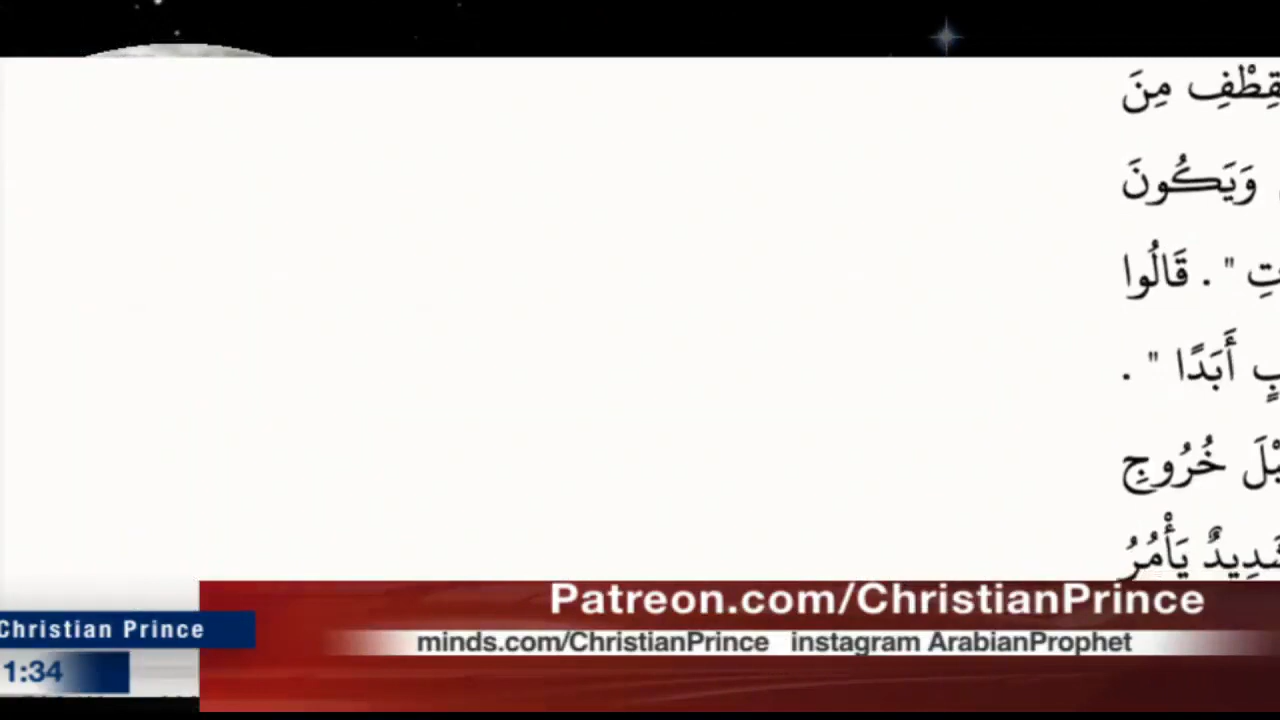 مِنَ
وَيَكُونَ
" . قَالُوا
أَبَدًا " .
خُرُوجِ
يَأْمُرُ
Patreon.com/ChristianPrince
Christian Prince
minds.com/ChristianPrince instagram ArabianProphet
1:34